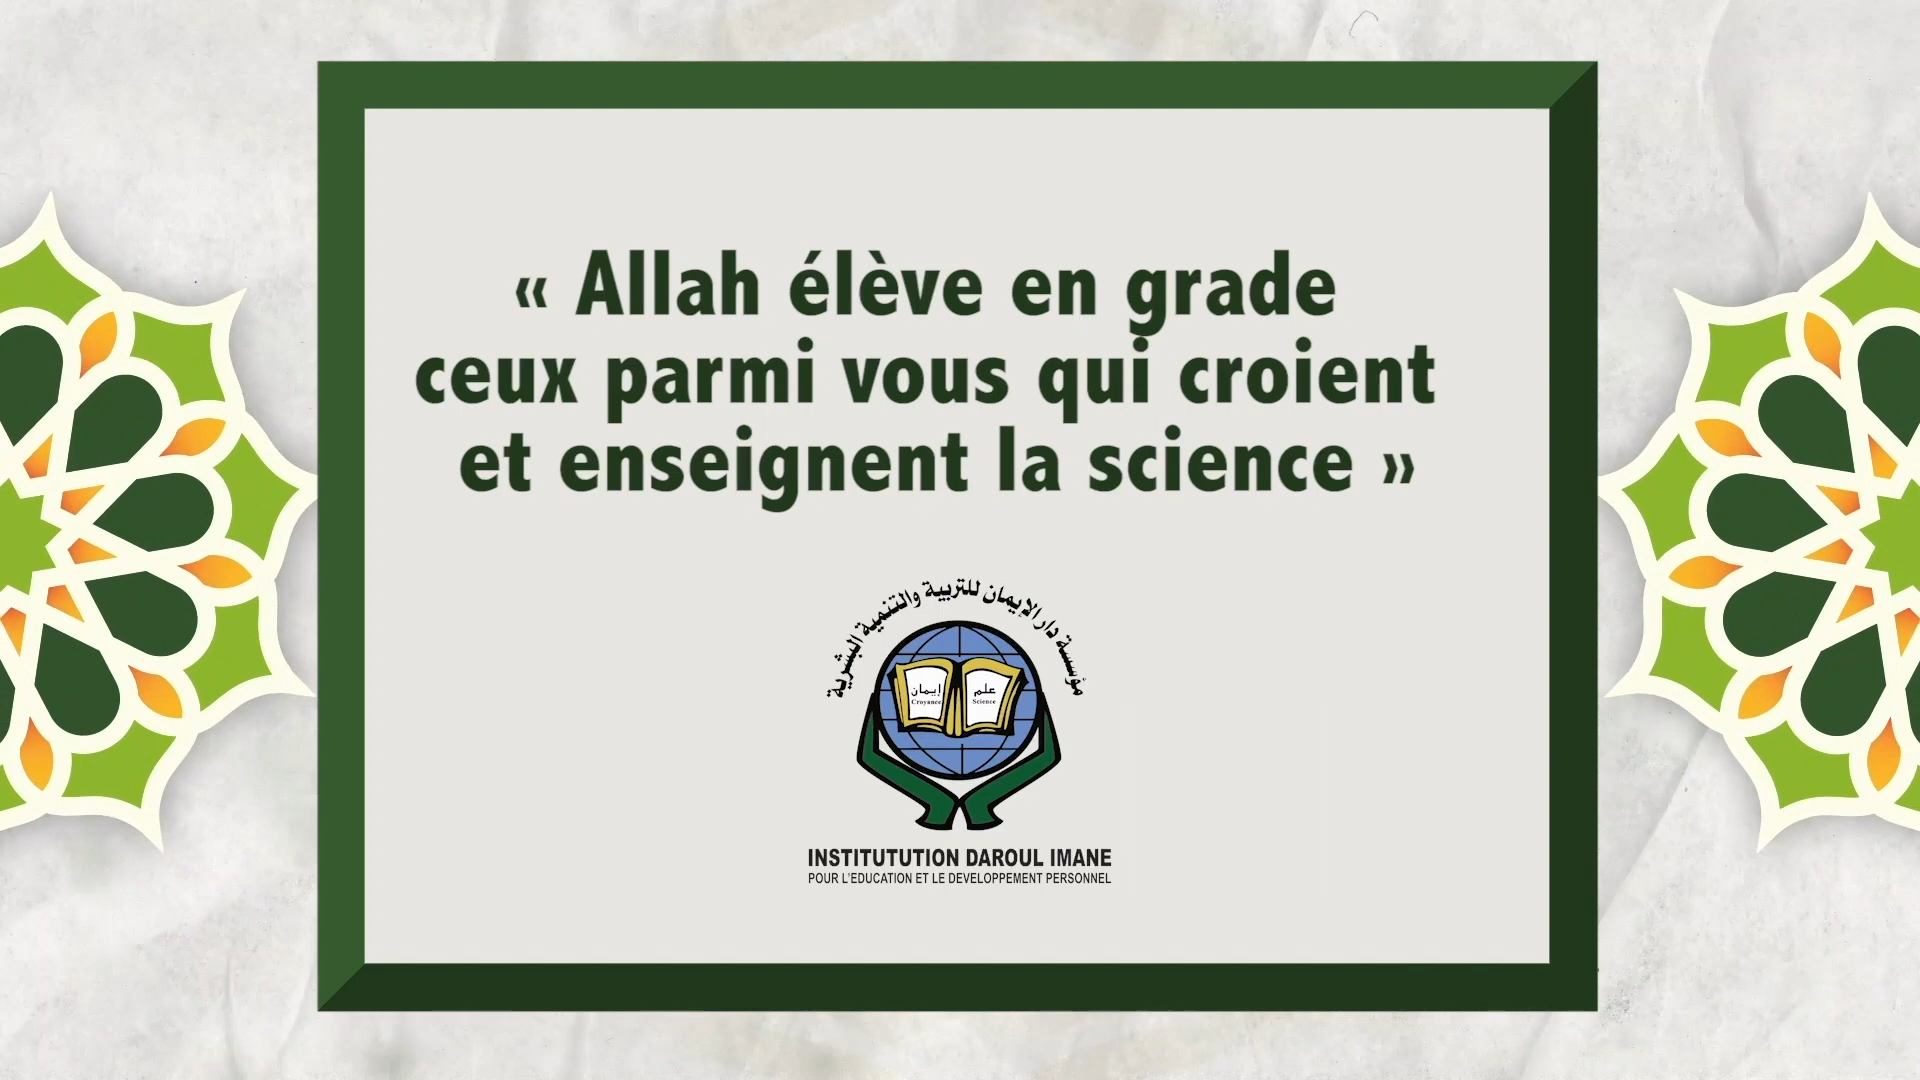 « Allah élève en grade
ceux parmi vous qui croient
et enseignent la science »
مؤسسة دار الإيمان للتربية والتنمية البشرية
إيمان
Croyance
علم
Science
INSTITUTUTION DAROUL IMANE
POUR L'EDUCATION ET LE DEVELOPPEMENT PERSONNEL